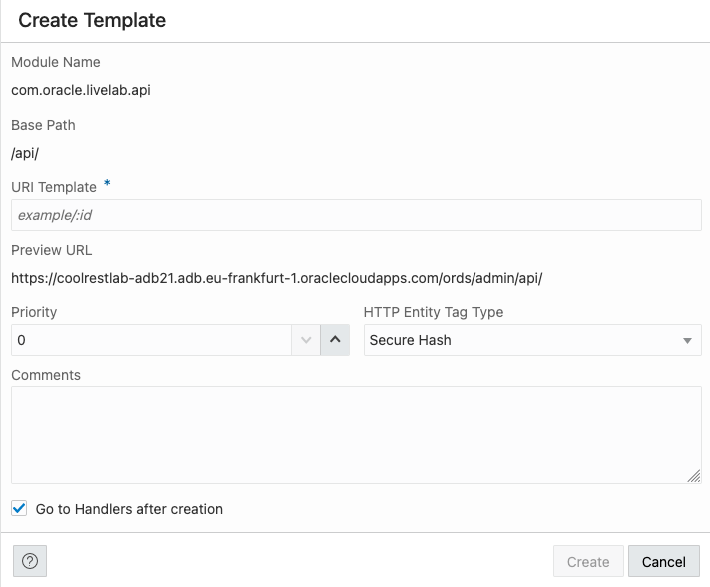 Create Template
Module Name
com.oracle.livelab.api
Base Path
/api/
URI Template *
example/:id
Preview URL
https://coolrestlab-adb21.adb.eu-frankfurt-1.oraclecloudapps.com/ords/admin/api/
Priority HTTP Entity Tag Type
0 Secure Hash
Comments
Go to Handlers after creation
? Create Cancel